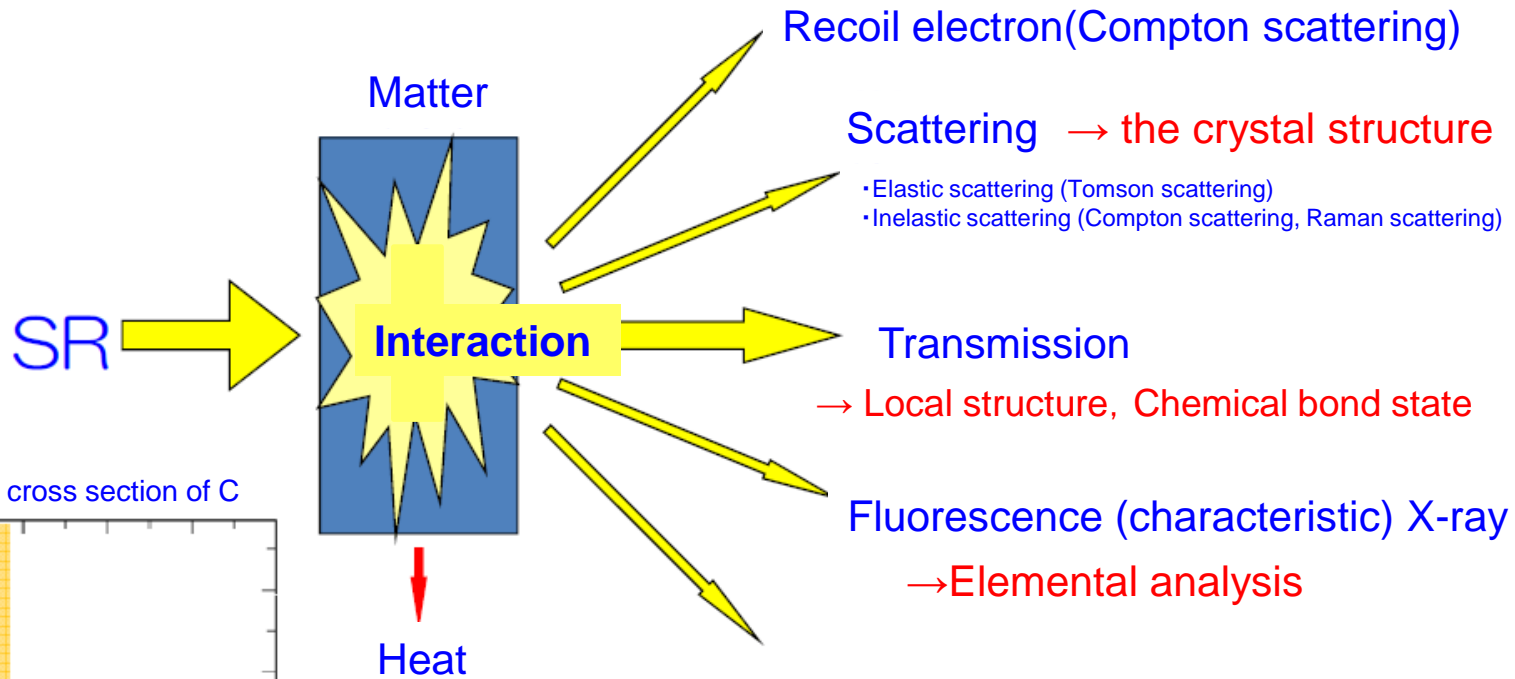 Recoil electron(Compton scattering)
Matter
Scattering → the crystal structure
・Elastic scattering (Tomson scattering)
・Inelastic scattering (Compton scattering, Raman scattering)
SR
Interaction
Transmission
→ Local structure, Chemical bond state
cross section of C
Fluorescence (characteristic) X-ray
→Elemental analysis
Heat